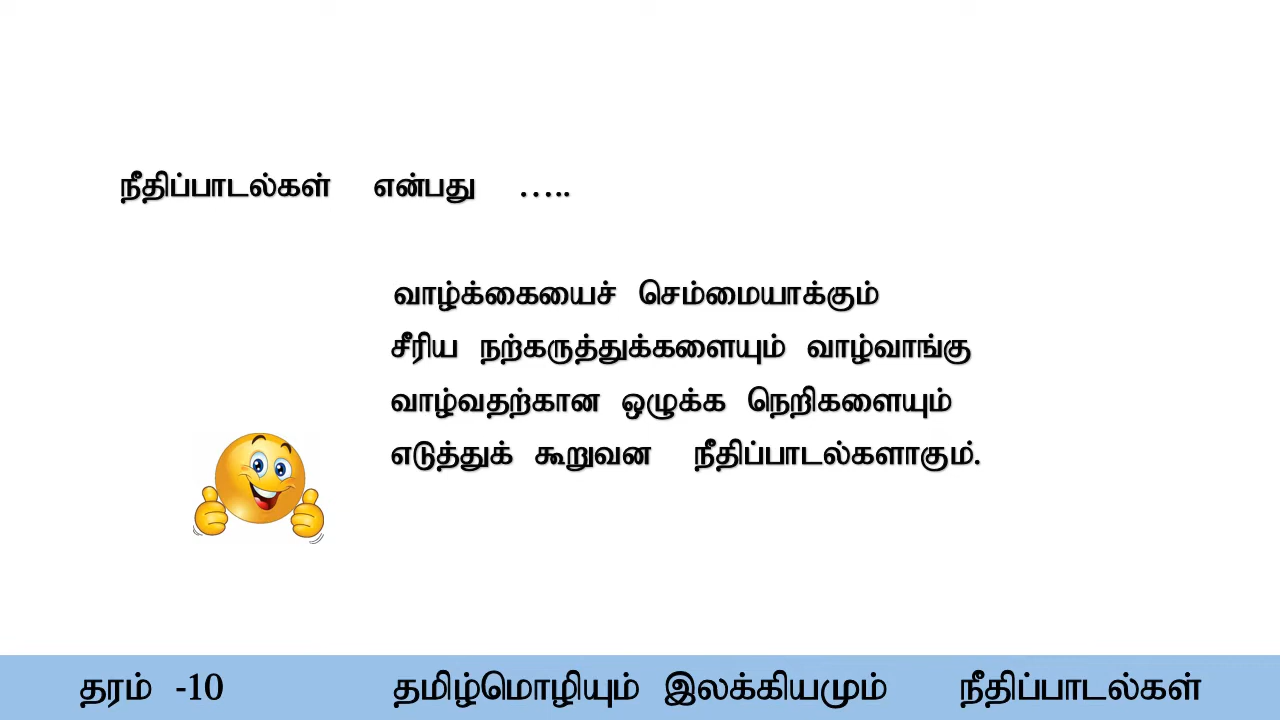 நீதிப்பாடல்கள் என்பது …..
வாழ்க்கையைச் செம்மையாக்கும்
சீரிய நற்கருத்துக்களையும் வாழ்வாங்கு
வாழ்வதற்கான ஒழுக்க நெறிகளையும்
எடுத்துக் கூறுவன நீதிப்பாடல்களாகும்.
தரம் -10 தமிழ்மொழியும் இலக்கியமும் நீதிப்பாடல்கள்